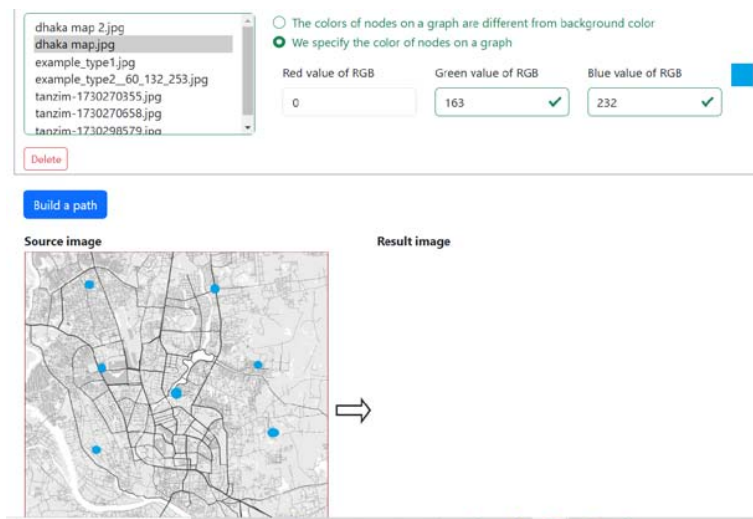 dhaka map 2.jpg
dhaka map.jpg
example_type1.jpg
example_type2__60_132_253.jpg
tanzim-1730270355.jpg
tanzim-1730270658.jpg
tanzim-1730298579.jpg
Delete
The colors of nodes on a graph are different from background color
We specify the color of nodes on a graph
Red value of RGB
Green value of RGB
Blue value of RGB
0
163
232
Build a path
Source image
Result image